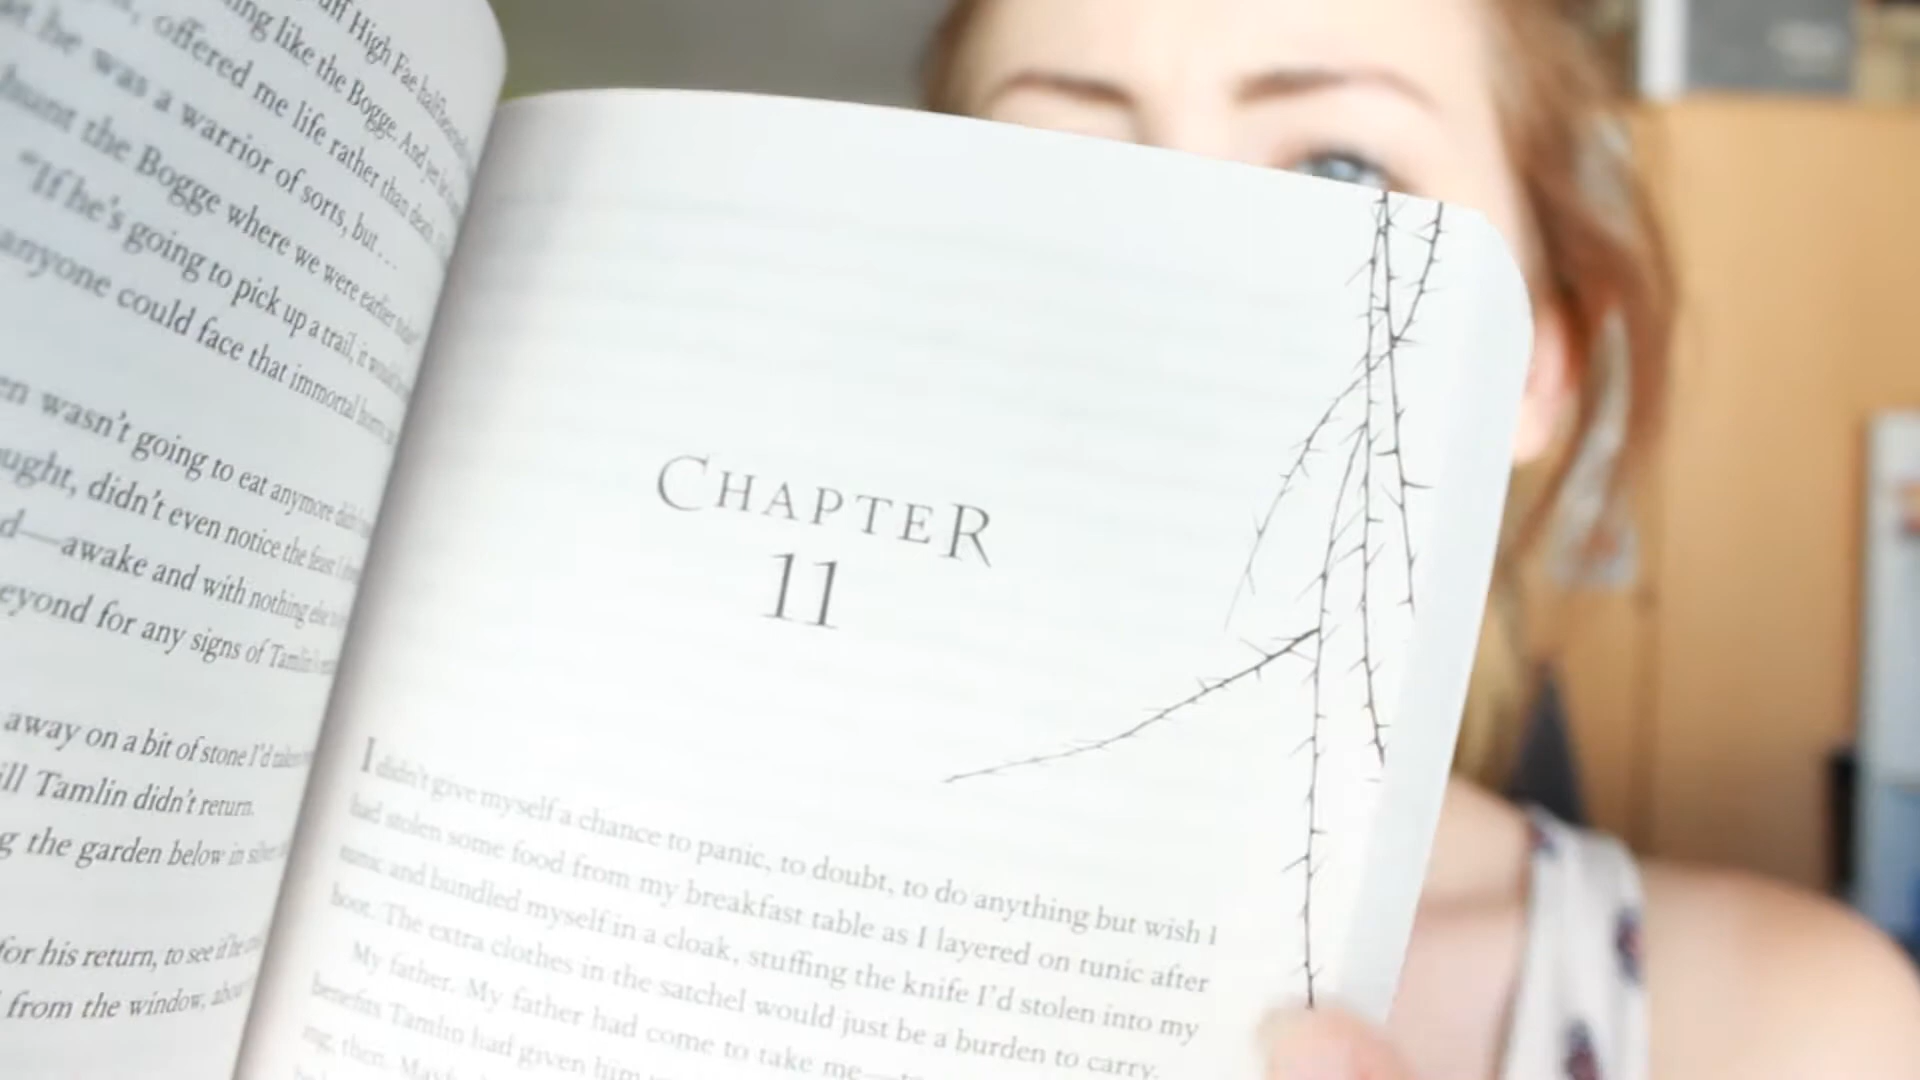 High Fae
like the Bogge. And yet
, offered me life rather than death.
he was a warrior of sorts, but . . .
hunt the Bogge where we were earlier
"If he's going to pick up a trail, it
anyone could face that immortal
wasn't going to eat anymore
didn't even notice the feast I
—awake and with nothing else
for any signs of Tamlin's
away on a bit of stone I'd taken
Tamlin didn't return.
the garden below in
for his return, to see if he
from the window,
CHAPTER
11
I didn't give myself a chance to panic, to doubt, to do anything but wish I
had stolen some food from my breakfast table as I layered on tunic after
tunic and bundled myself in a cloak, stuffing the knife I'd stolen into my
boot. The extra clothes in the satchel would just be a burden to carry.
My father. My father had come to take me—
benefits Tamlin had given him
then.